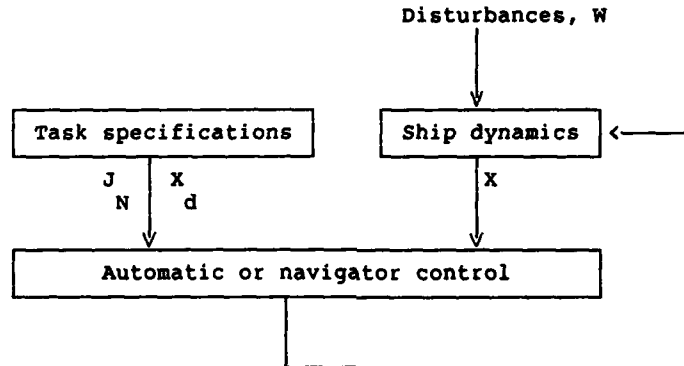 Disturbances, W
Task specifications
Ship dynamics
J X
N d
X
Automatic or navigator control